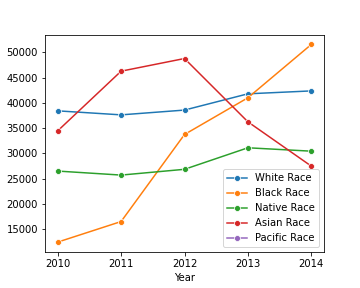 50000
45000
40000
35000
30000
25000
20000
15000
White Race
Black Race
Native Race
Asian Race
Pacific Race
2010 2011 2012 2013 2014
Year